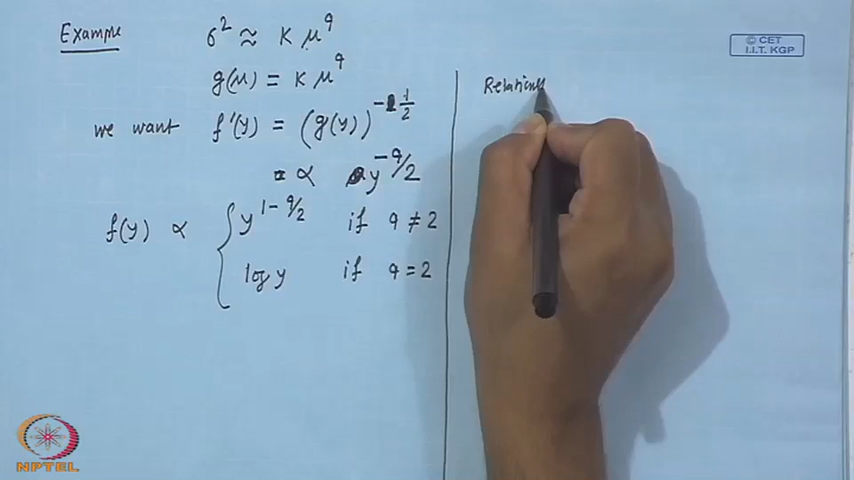 Example
σ² ≈ K μ^q
g(μ) = K μ^q
we want f'(y) = (g(y))^-1/2
∝ y^-q/2
f(y) ∝ { y^1-q/2 if q ≠ 2
log y if q = 2
© CET
I.I.T. KGP
NPTEL